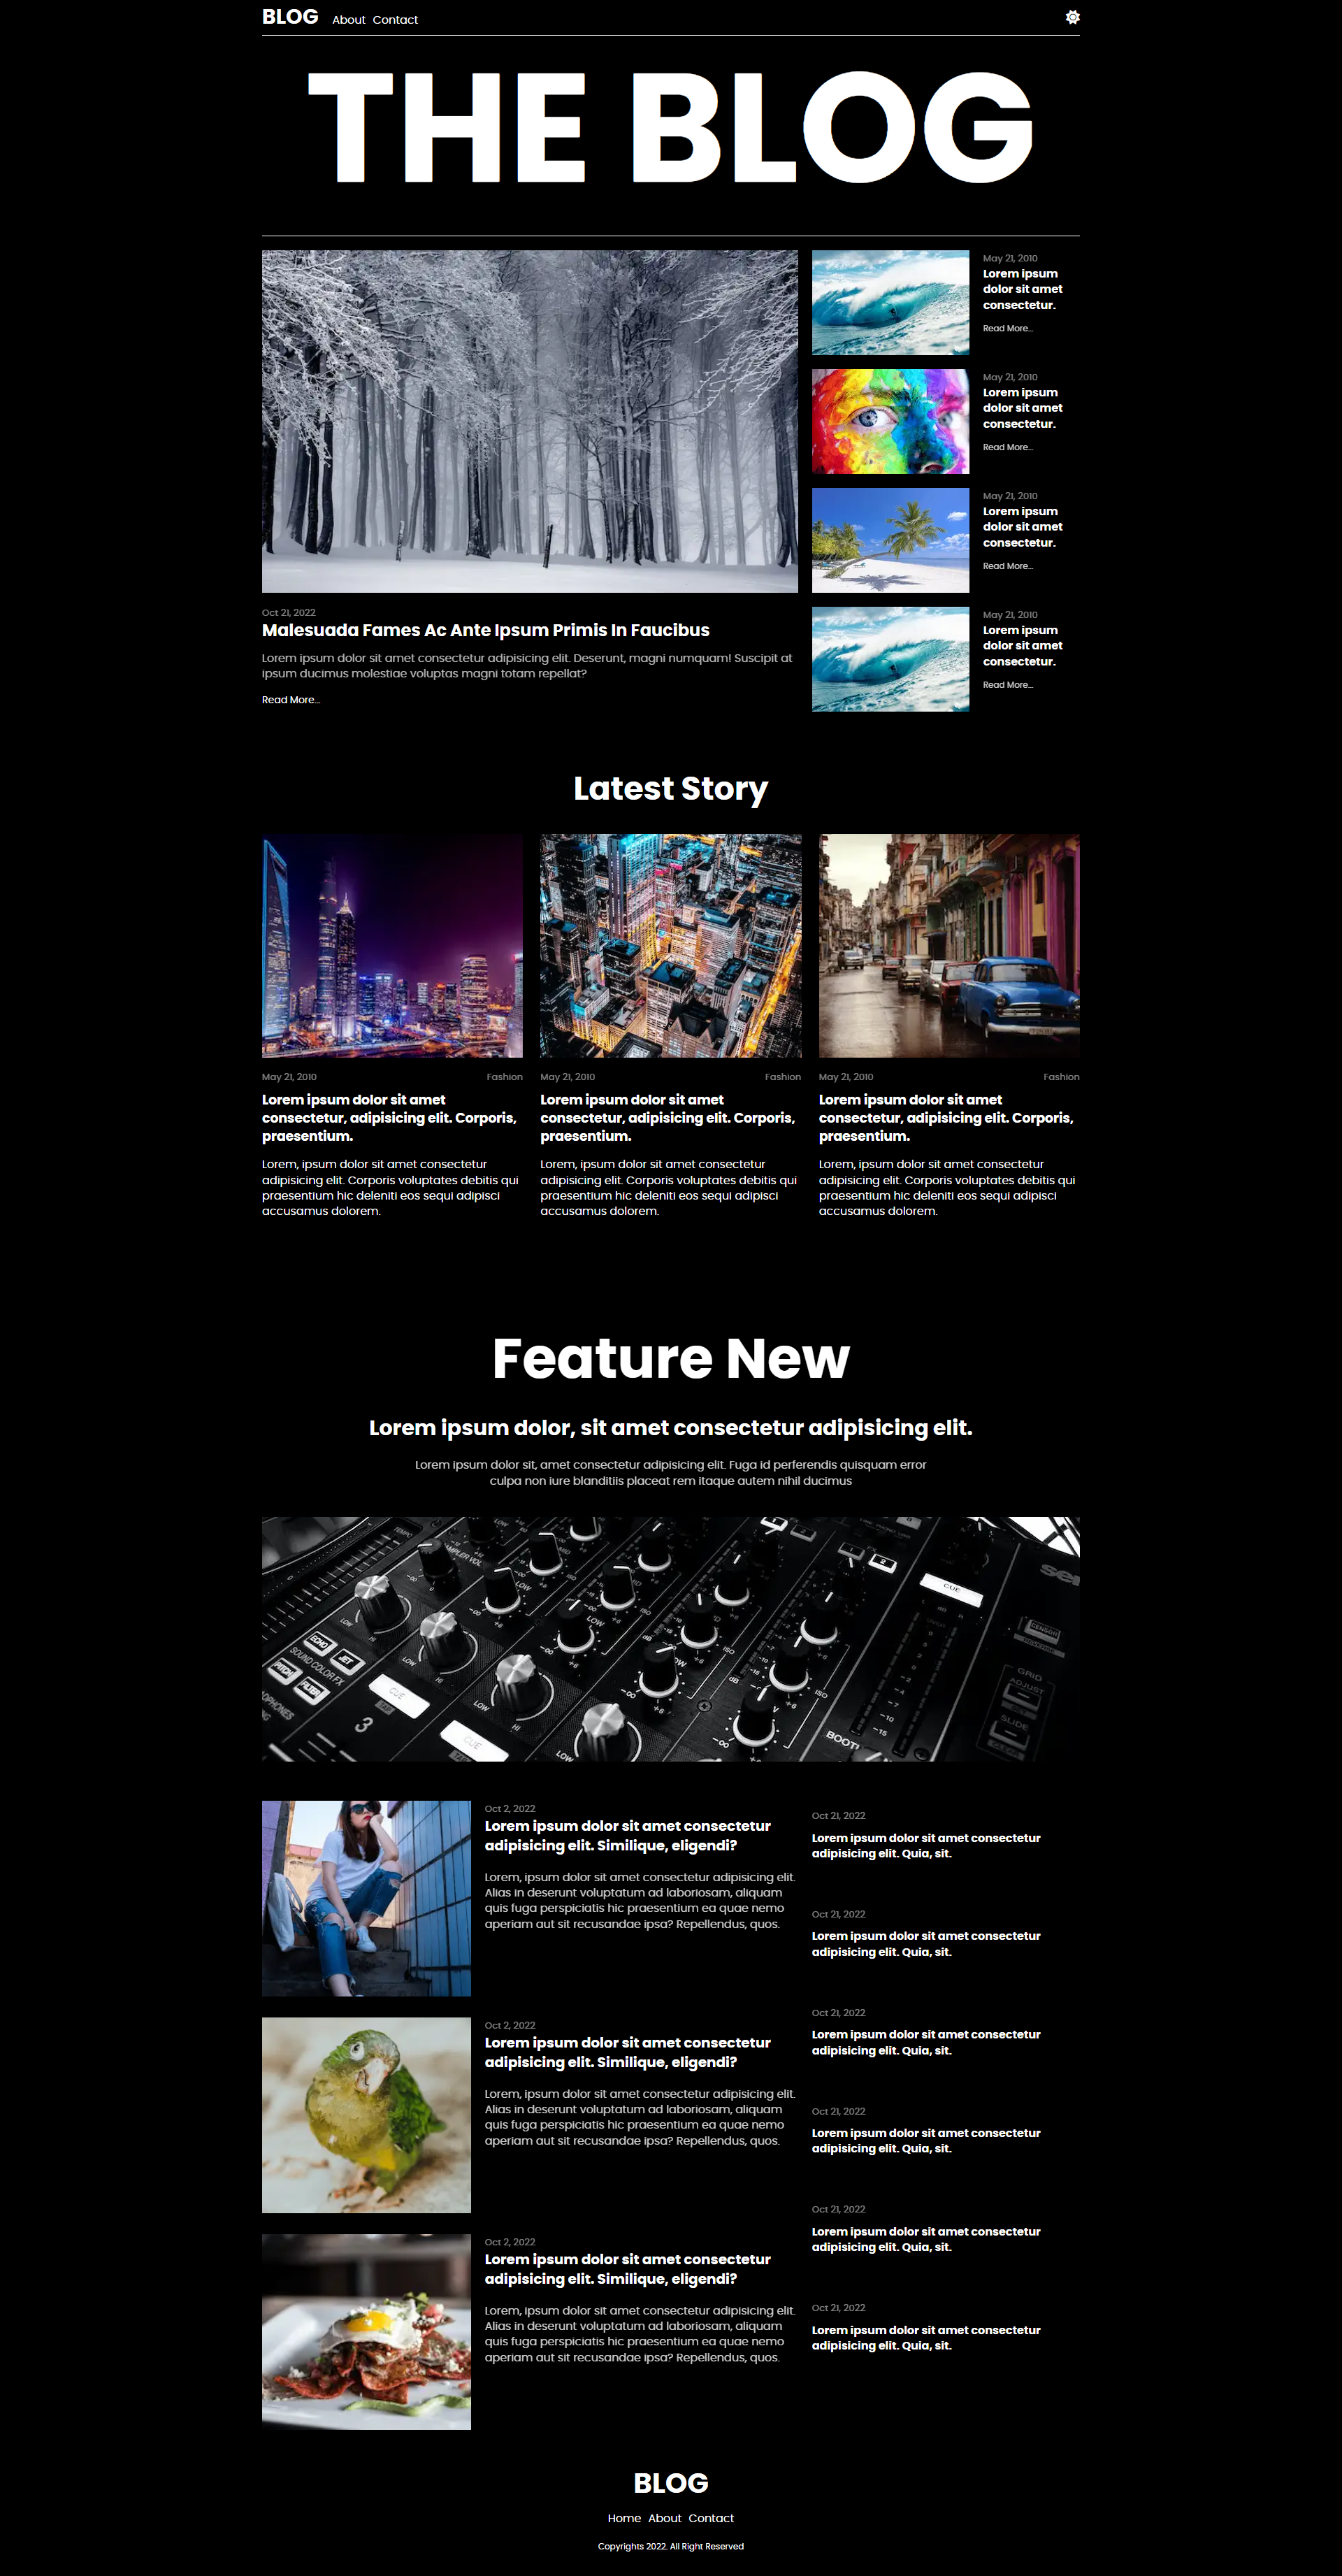 BLOG About Contact
THE BLOG
Oct 21, 2022
Malesuada Fames Ac Ante Ipsum Primis In Faucibus
Lorem ipsum dolor sit amet consectetur adipisicing elit. Deserunt, magni numquam! Suscipit at
ipsum ducimus molestiae voluptas magni totam repellat?
Read More...
May 21, 2010
Lorem ipsum
dolor sit amet
consectetur.
Read More...
May 21, 2010
Lorem ipsum
dolor sit amet
consectetur.
Read More...
May 21, 2010
Lorem ipsum
dolor sit amet
consectetur.
Read More...
May 21, 2010
Lorem ipsum
dolor sit amet
consectetur.
Read More...
Latest Story
May 21, 2010 Fashion
Lorem ipsum dolor sit amet
consectetur, adipisicing elit. Corporis,
praesentium.
Lorem, ipsum dolor sit amet consectetur
adipisicing elit. Corporis voluptates debitis qui
praesentium hic deleniti eos sequi adipisci
accusamus dolorem.
May 21, 2010 Fashion
Lorem ipsum dolor sit amet
consectetur, adipisicing elit. Corporis,
praesentium.
Lorem, ipsum dolor sit amet consectetur
adipisicing elit. Corporis voluptates debitis qui
praesentium hic deleniti eos sequi adipisci
accusamus dolorem.
May 21, 2010 Fashion
Lorem ipsum dolor sit amet
consectetur, adipisicing elit. Corporis,
praesentium.
Lorem, ipsum dolor sit amet consectetur
adipisicing elit. Corporis voluptates debitis qui
praesentium hic deleniti eos sequi adipisci
accusamus dolorem.
Feature New
Lorem ipsum dolor, sit amet consectetur adipisicing elit.
Lorem ipsum dolor sit, amet consectetur adipisicing elit. Fuga id perferendis quisquam error
culpa non iure blanditiis placeat rem itaque autem nihil ducimus
TEMPO
CUE
ECHO
JET
PITCH
FILTER
SOUND COLOR FX
CUE
3
CUE
BOOTH
CENSOR
GRID
ADJUST
SLIDE
CLEAR
Oct 2, 2022
Lorem ipsum dolor sit amet consectetur
adipisicing elit. Similique, eligendi?
Lorem, ipsum dolor sit amet consectetur adipisicing elit.
Alias in deserunt voluptatum ad laboriosam, aliquam
quis fuga perspiciatis hic praesentium ea quae nemo
aperiam aut sit recusandae ipsa? Repellendus, quos.
Oct 2, 2022
Lorem ipsum dolor sit amet consectetur
adipisicing elit. Similique, eligendi?
Lorem, ipsum dolor sit amet consectetur adipisicing elit.
Alias in deserunt voluptatum ad laboriosam, aliquam
quis fuga perspiciatis hic praesentium ea quae nemo
aperiam aut sit recusandae ipsa? Repellendus, quos.
Oct 2, 2022
Lorem ipsum dolor sit amet consectetur
adipisicing elit. Similique, eligendi?
Lorem, ipsum dolor sit amet consectetur adipisicing elit.
Alias in deserunt voluptatum ad laboriosam, aliquam
quis fuga perspiciatis hic praesentium ea quae nemo
aperiam aut sit recusandae ipsa? Repellendus, quos.
Oct 21, 2022
Lorem ipsum dolor sit amet consectetur
adipisicing elit. Quia, sit.
Oct 21, 2022
Lorem ipsum dolor sit amet consectetur
adipisicing elit. Quia, sit.
Oct 21, 2022
Lorem ipsum dolor sit amet consectetur
adipisicing elit. Quia, sit.
Oct 21, 2022
Lorem ipsum dolor sit amet consectetur
adipisicing elit. Quia, sit.
Oct 21, 2022
Lorem ipsum dolor sit amet consectetur
adipisicing elit. Quia, sit.
Oct 21, 2022
Lorem ipsum dolor sit amet consectetur
adipisicing elit. Quia, sit.
BLOG
Home About Contact
Copyrights 2022. All Right Reserved